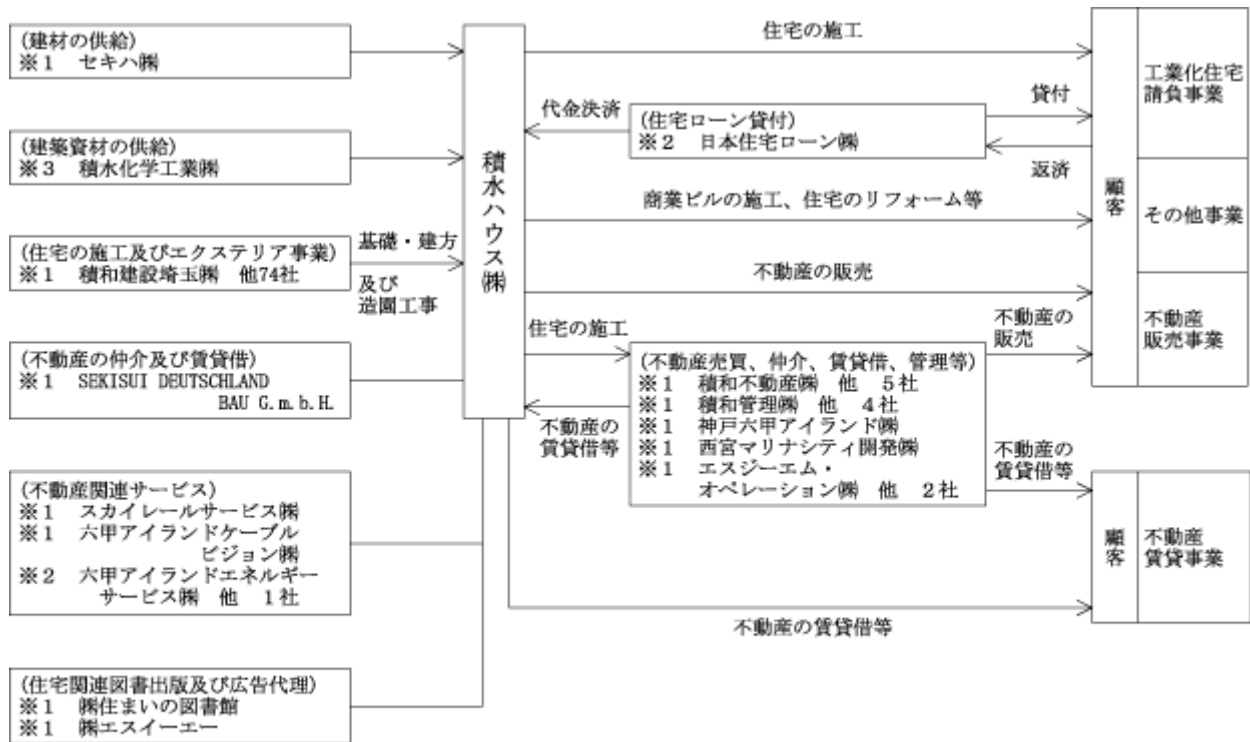 (建材の供給)
※1 セキハ㈱
(建築資材の供給)
※3 積水化学工業㈱
(住宅の施工及びエクステリア事業)
※1 積和建設埼玉㈱ 他74社
(不動産の仲介及び賃貸借)
※1 SEKISUI DEUTSCHLAND
BAU G.m.b.H.
(不動産関連サービス)
※1 スカイレールサービス㈱
※1 六甲アイランドケーブル
ビジョン㈱
※2 六甲アイランドエネルギー
サービス㈱ 他 1社
(住宅関連図書出版及び広告代理)
※1 ㈱住まいの図書館
※1 ㈱エスイーエー
基礎・建方
及び
造園工事
積水ハウス㈱
住宅の施工
代金決済
(住宅ローン貸付)
※2 日本住宅ローン㈱
貸付
返済
商業ビルの施工、住宅のリフォーム等
不動産の販売
住宅の施工
不動産の
賃貸借等
(不動産売買、仲介、賃貸借、管理等)
※1 積和不動産㈱ 他 5社
※1 積和管理㈱ 他 4社
※1 神戸六甲アイランド㈱
※1 西宮マリナシティ開発㈱
※1 エスジーエム・
オペレーション㈱ 他 2社
不動産の
販売
不動産の
賃貸借等
不動産の賃貸借等
顧客
工業化住宅
請負事業
その他事業
不動産
販売事業
顧客
不動産
賃貸事業